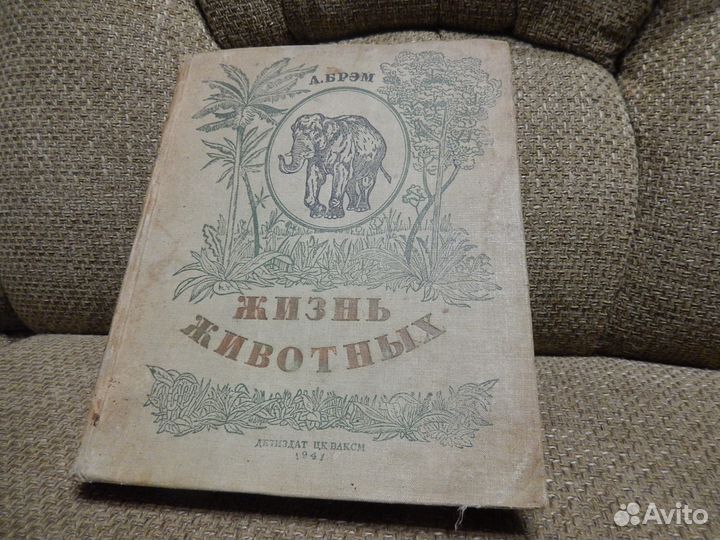 А. БРЭМ
ЖИЗНЬ
ЖИВОТНЫХ
ДЕТИЗДАТ ЦК ВЛКСМ
1941
Avito